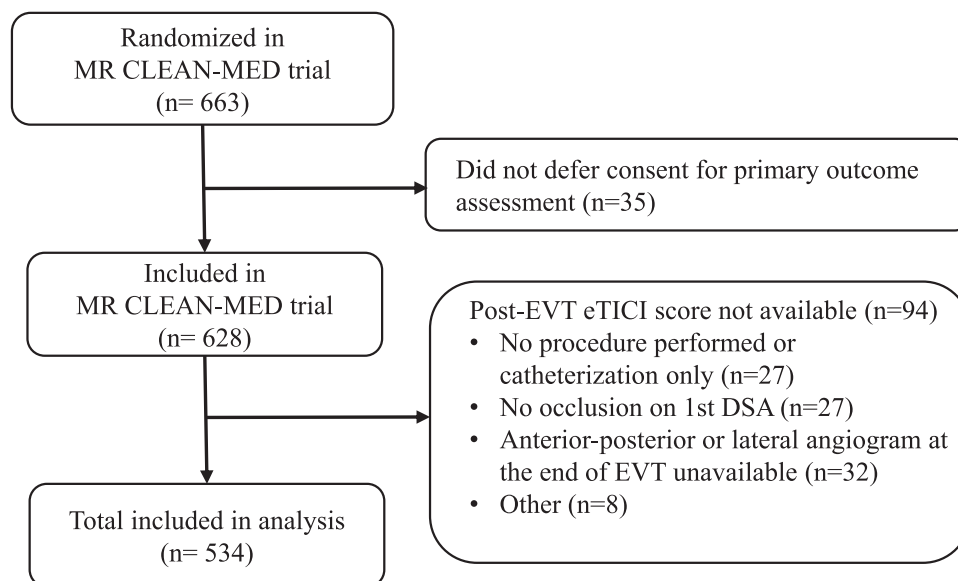 Randomized in
MR CLEAN-MED trial
(n= 663)
Did not defer consent for primary outcome
assessment (n=35)
Included in
MR CLEAN-MED trial
(n= 628)
Post-EVT eTICI score not available (n=94)
• No procedure performed or
catheterization only (n=27)
• No occlusion on 1st DSA (n=27)
• Anterior-posterior or lateral angiogram at
the end of EVT unavailable (n=32)
• Other (n=8)
Total included in analysis
(n= 534)